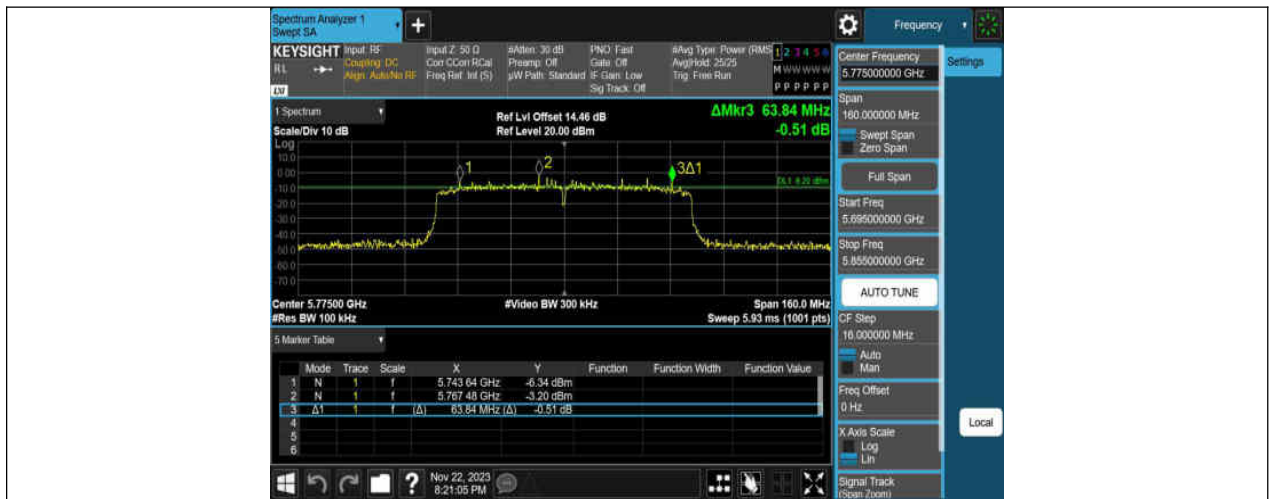 Spectrum Analyzer 1
Swept SA
+
Frequency
KEYSIGHT
RL
LXI
Input: RF
Coupling: DC
Align: Auto/No RF
Input Z: 50 Ω
Corr CCorr RCal
Freq Ref: Int (S)
#Atten: 30 dB
Preamp: Off
µW Path: Standard
PNO: Fast
Gate: Off
IF Gain: Low
Sig Track: Off
#Avg Type: Power (RMS
Avg|Hold: 25/25
Trig: Free Run
1 2 3 4 5 6
M W W W W W
P P P P P P
1 Spectrum
Scale/Div 10 dB
Ref Lvl Offset 14.46 dB
Ref Level 20.00 dBm
ΔMkr3 63.84 MHz
-0.51 dB
Log
10.0
0.00
-10.0
-20.0
-30.0
-40.0
-50.0
-60.0
-70.0
1
2
3Δ1
DL1 -9.20 dBm
Center 5.77500 GHz
#Res BW 100 kHz
#Video BW 300 kHz
Span 160.0 MHz
Sweep 5.93 ms (1001 pts)
5 Marker Table
Mode Trace Scale X Y Function Function Width Function Value
1 N 1 f 5.743 64 GHz -6.34 dBm
2 N 1 f 5.767 48 GHz -3.20 dBm
3 Δ1 1 f (Δ) 63.84 MHz (Δ) -0.51 dB
4
5
6
?
Nov 22, 2023
8:21:05 PM
Center Frequency
5.775000000 GHz
Settings
Span
160.000000 MHz
Swept Span
Zero Span
Full Span
Start Freq
5.695000000 GHz
Stop Freq
5.855000000 GHz
AUTO TUNE
CF Step
16.000000 MHz
Auto
Man
Freq Offset
0 Hz
X Axis Scale
Log
Lin
Local
Signal Track
(Span Zoom)